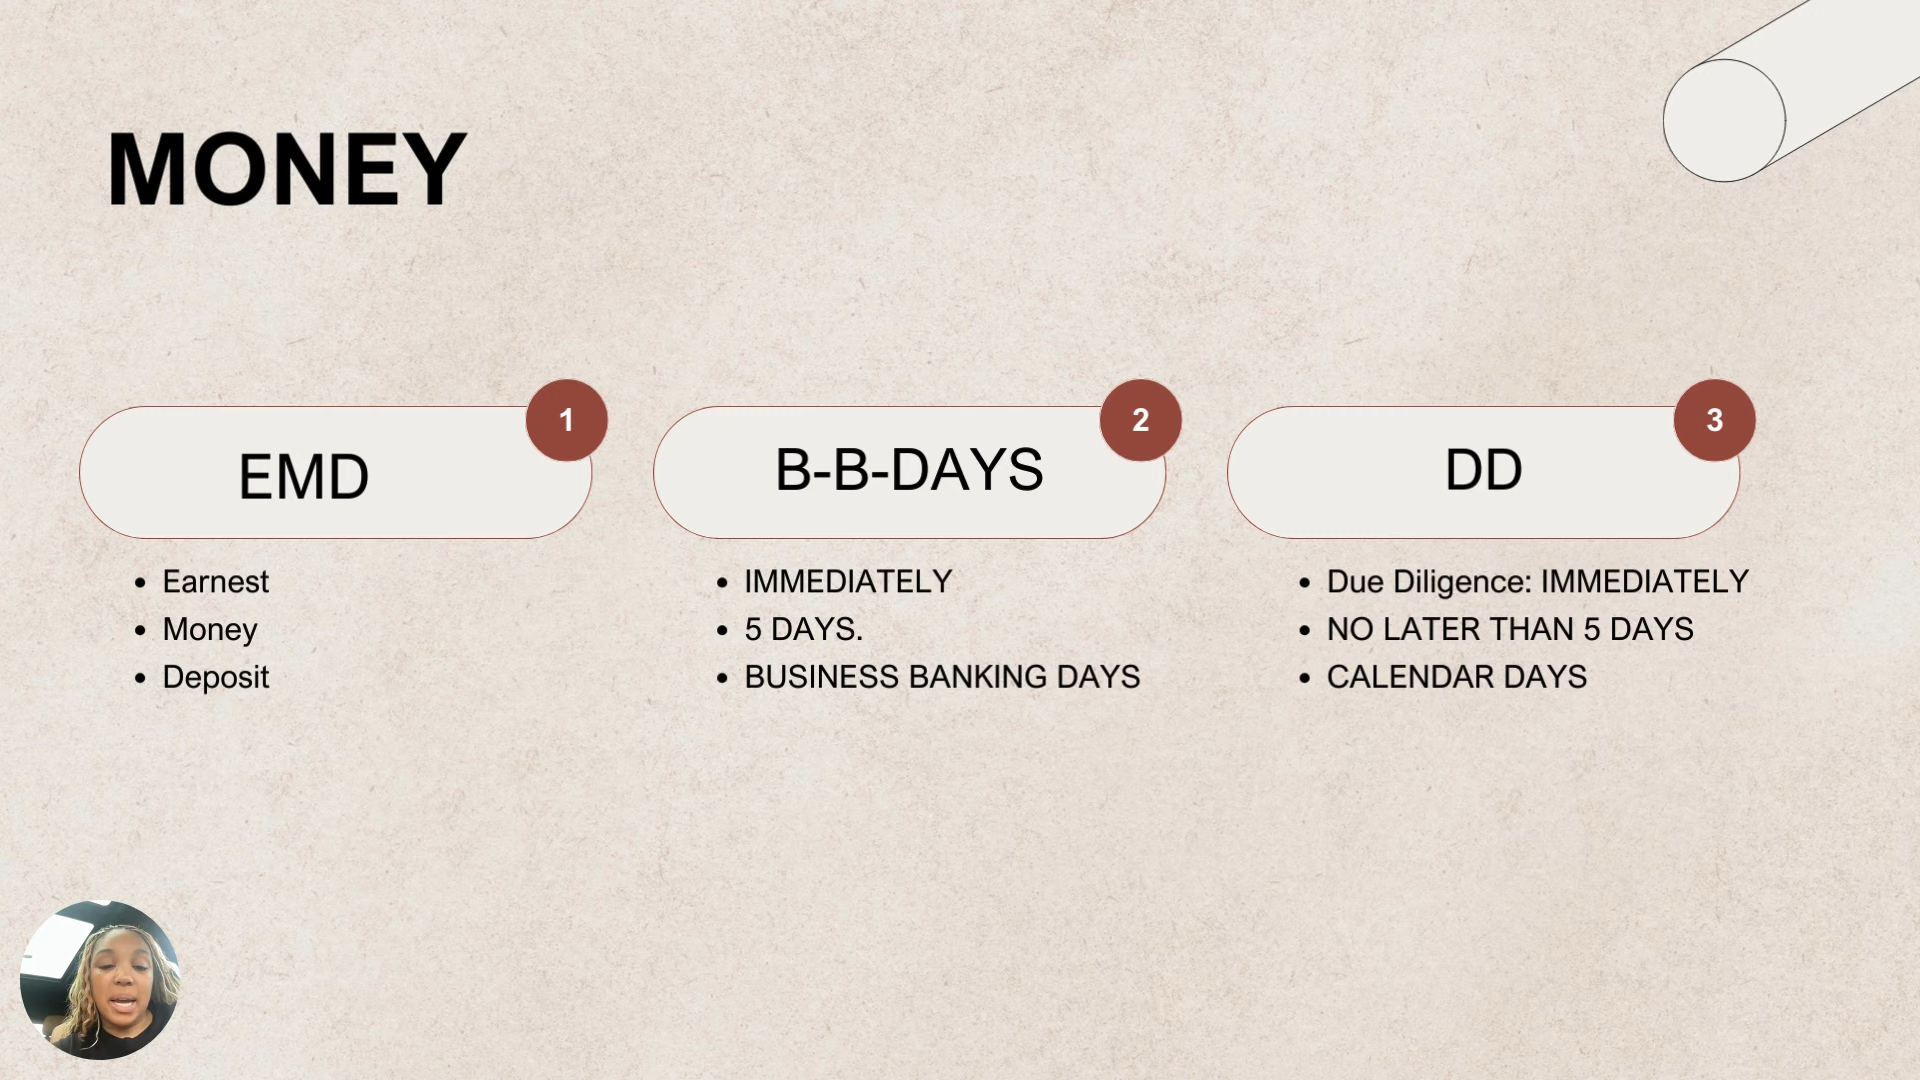 MONEY
1
EMD
Earnest
Money
Deposit
2
B-B-DAYS
IMMEDIATELY
5 DAYS.
BUSINESS BANKING DAYS
3
DD
Due Diligence: IMMEDIATELY
NO LATER THAN 5 DAYS
CALENDAR DAYS